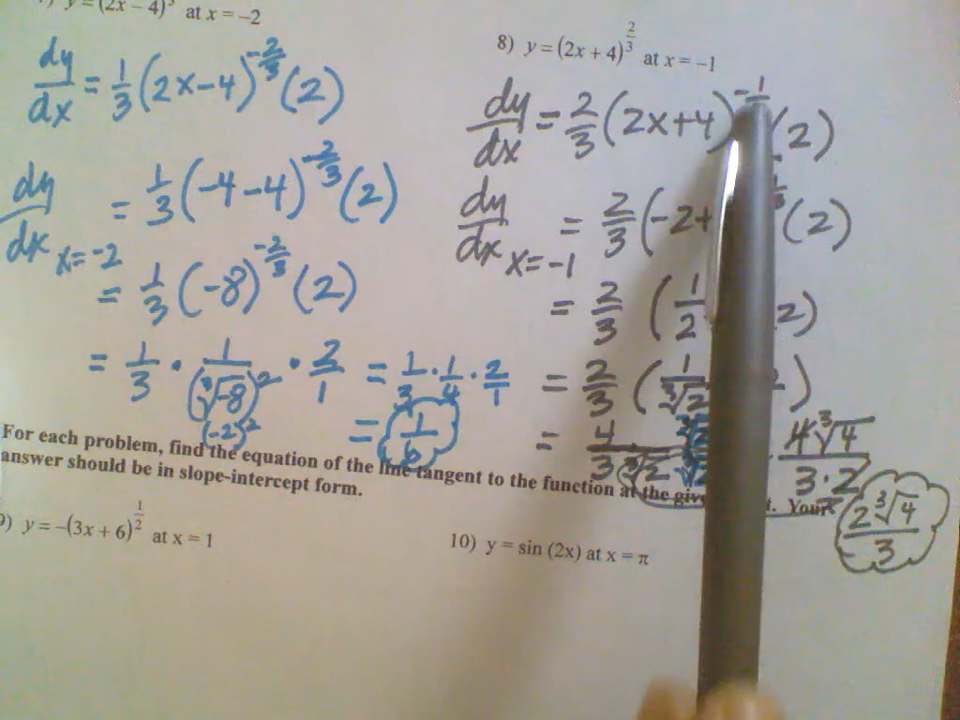 y = (2x – 4) at x = –2
dy/dx = 1/3 (2x – 4)^(-2/3) (2)
dy/dx x = –2 = 1/3 (–4 – 4)^(-2/3) (2)
= 1/3 (–8)^(-2/3) (2)
= 1/3 · 1/(∛–8)² · 2/1 = 1/3 · 1/4 · 2/1
(–2)² = 1/6
8) y = (2x + 4)^(2/3) at x = –1
dy/dx = 2/3 (2x + 4)^(-1/ (2)
dy/dx x = –1 = 2/3 (–2 + (2)
= 2/3 (1/2 2)
= 2/3 (1/∛2 )
= 4/3 ∛2 4∛4/3·2
2∛4/3
For each problem, find the equation of the line tangent to the function at the Your
answer should be in slope-intercept form.
9) y = –(3x + 6)^(1/2) at x = 1
10) y = sin (2x) at x = π